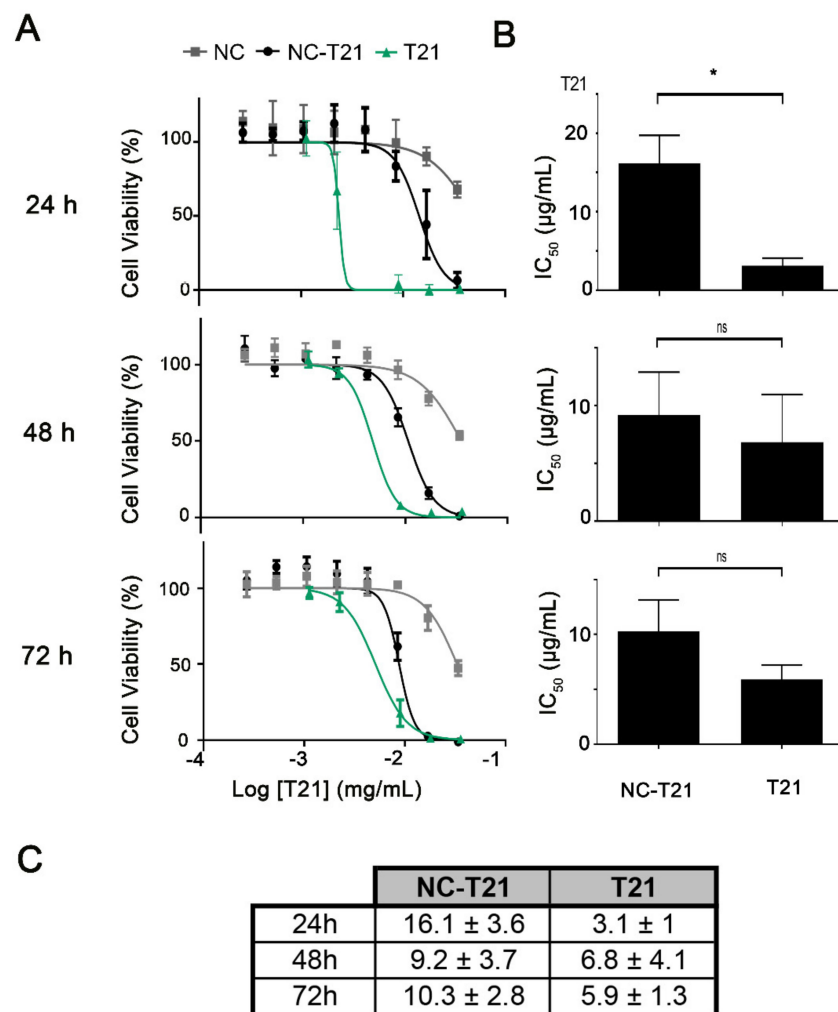 A
B
NC NC-T21 T21
24 h
Cell Viability (%)
100
50
0
T21
*
IC50 (µg/mL)
20
10
0
48 h
Cell Viability (%)
100
50
0
ns
IC50 (µg/mL)
10
0
72 h
Cell Viability (%)
100
50
0
-4 -3 -2 -1
Log [T21] (mg/mL)
ns
IC50 (µg/mL)
10
0
NC-T21 T21
C
NC-T21 T21
24h 16.1 ± 3.6 3.1 ± 1
48h 9.2 ± 3.7 6.8 ± 4.1
72h 10.3 ± 2.8 5.9 ± 1.3